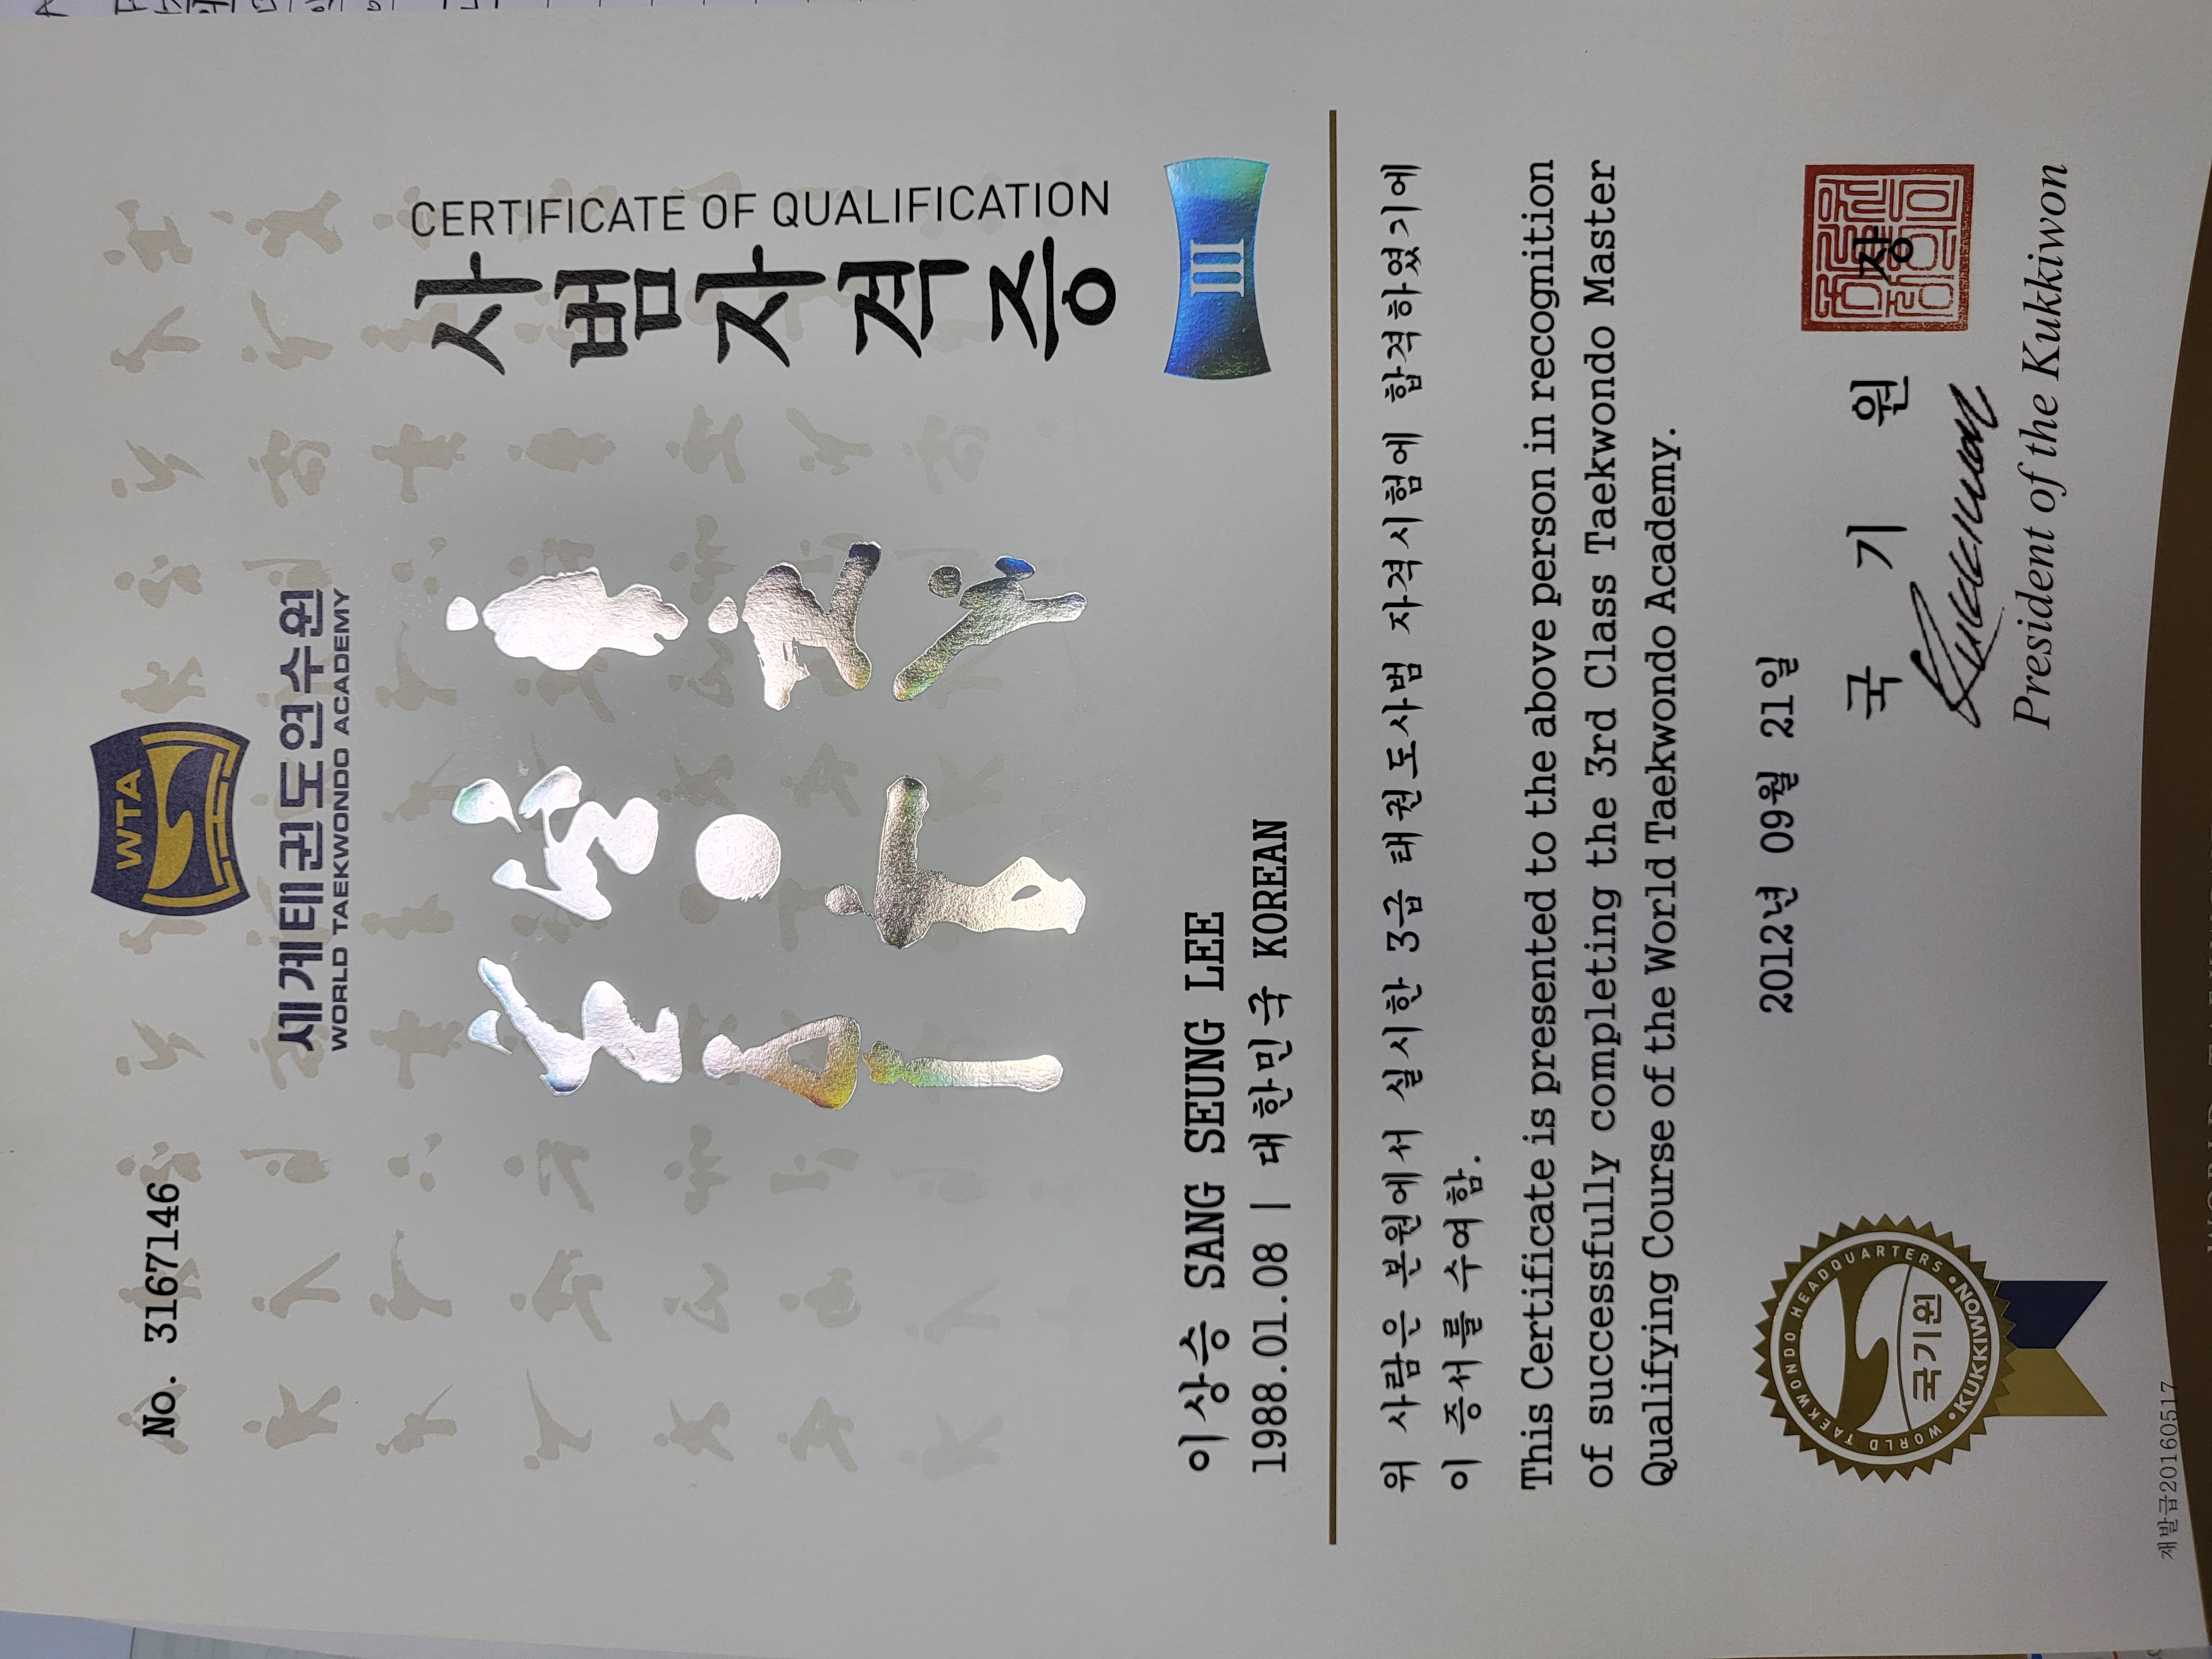 No. 31671146
WTA
세계태권도연수원
WORLD TAEKWONDO ACADEMY
CERTIFICATE OF QUALIFICATION
사범자격증
III
이상승 SANG SEUNG LEE
1988.01.08 | 대한민국 KOREAN
위 사람은 본원에서 실시한 3급 태권도사범 자격시험에 합격하였기에
이 증서를 수여함.
This Certificate is presented to the above person in recognition
of successfully completing the 3rd Class Taekwondo Master
Qualifying Course of the World Taekwondo Academy.
2012년 09월 21일
국 기 원 장
President of the Kukkiwon
WORLD TAEKWONDO HEADQUARTERS
국기원
•KUKKIWON•
재발급20160517